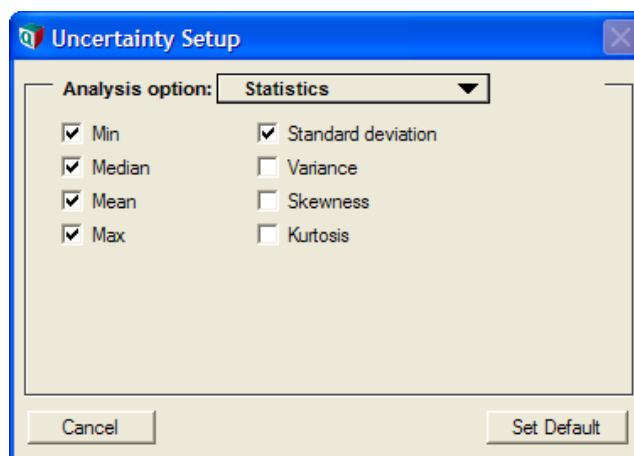 Uncertainty Setup
Analysis option: Statistics
Min
Standard deviation
Median
Variance
Mean
Skewness
Max
Kurtosis
Cancel
Set Default